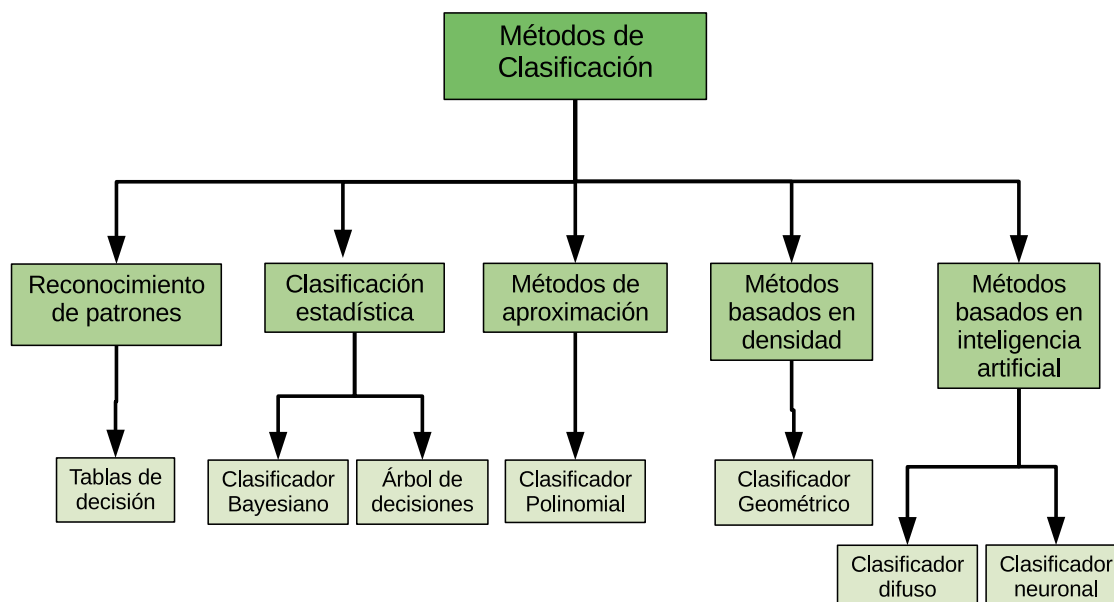 Métodos de
Clasificación
Reconocimiento
de patrones
Clasificación
estadística
Métodos de
aproximación
Métodos
basados en
densidad
Métodos
basados en
inteligencia
artificial
Tablas de
decisión
Clasificador
Bayesiano
Árbol de
decisiones
Clasificador
Polinomial
Clasificador
Geométrico
Clasificador
difuso
Clasificador
neuronal